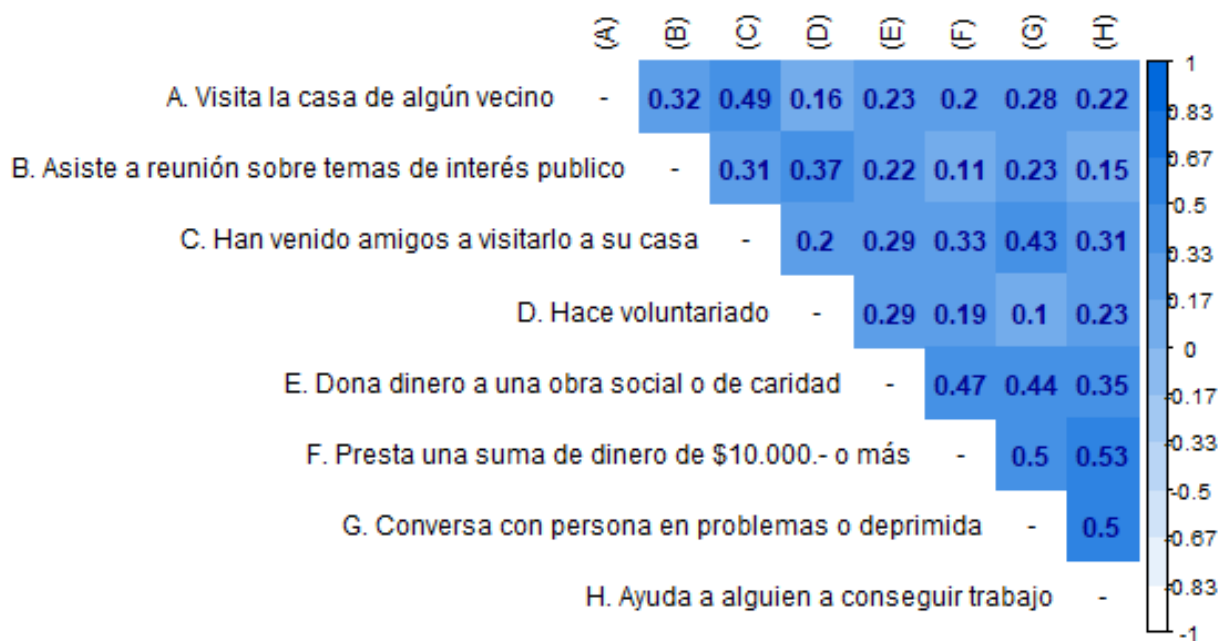 (A) (B) (C) (D) (E) (F) (G) (H)
A. Visita la casa de algún vecino - 0.32 0.49 0.16 0.23 0.2 0.28 0.22
B. Asiste a reunión sobre temas de interés publico - 0.31 0.37 0.22 0.11 0.23 0.15
C. Han venido amigos a visitarlo a su casa - 0.2 0.29 0.33 0.43 0.31
D. Hace voluntariado - 0.29 0.19 0.1 0.23
E. Dona dinero a una obra social o de caridad - 0.47 0.44 0.35
F. Presta una suma de dinero de $10.000.- o más - 0.5 0.53
G. Conversa con persona en problemas o deprimida - 0.5
H. Ayuda a alguien a conseguir trabajo -
1
0.83
0.67
0.5
0.33
0.17
0
-0.17
-0.33
-0.5
-0.67
-0.83
-1